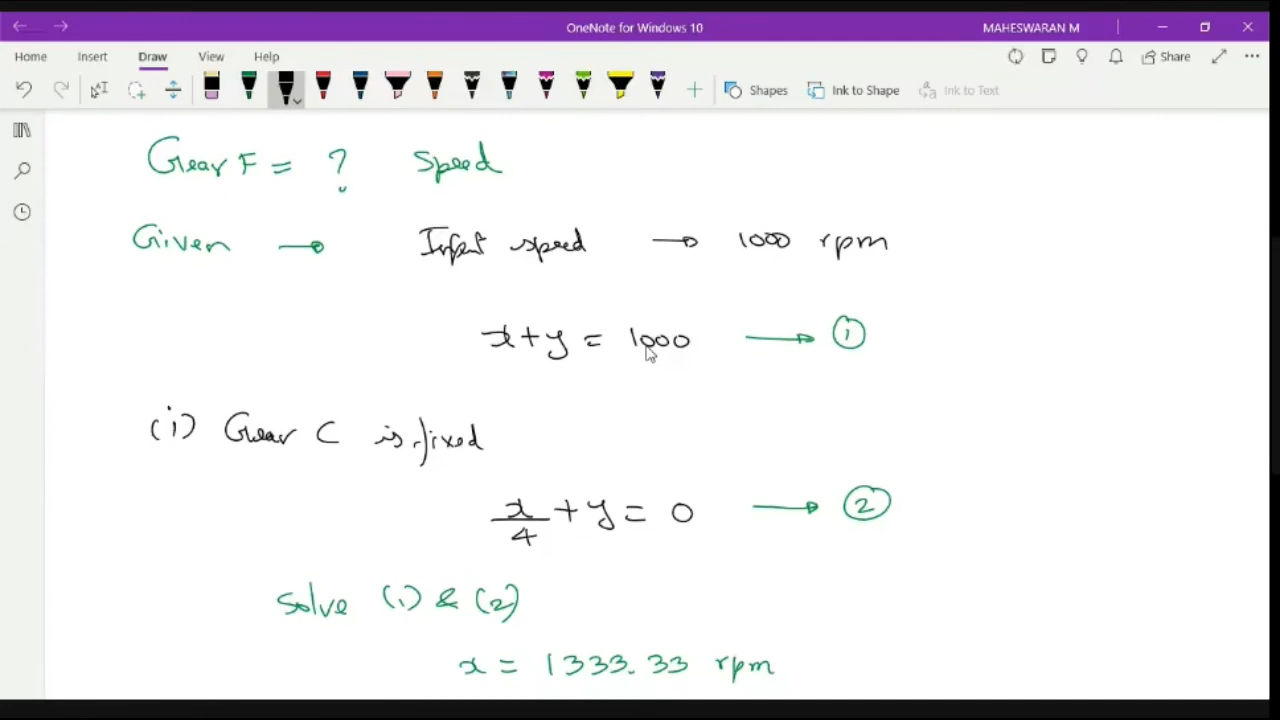 OneNote for Windows 10
MAHESWARAN M
Home Insert Draw View Help
Share
Shapes Ink to Shape Ink to Text
Gear F = ? Speed
Given → Input speed → 1000 rpm
x+y = 1000 → ①
(i) Gear C is fixed
x/4 + y = 0 → ②
Solve (1) & (2)
x = 1333.33 rpm